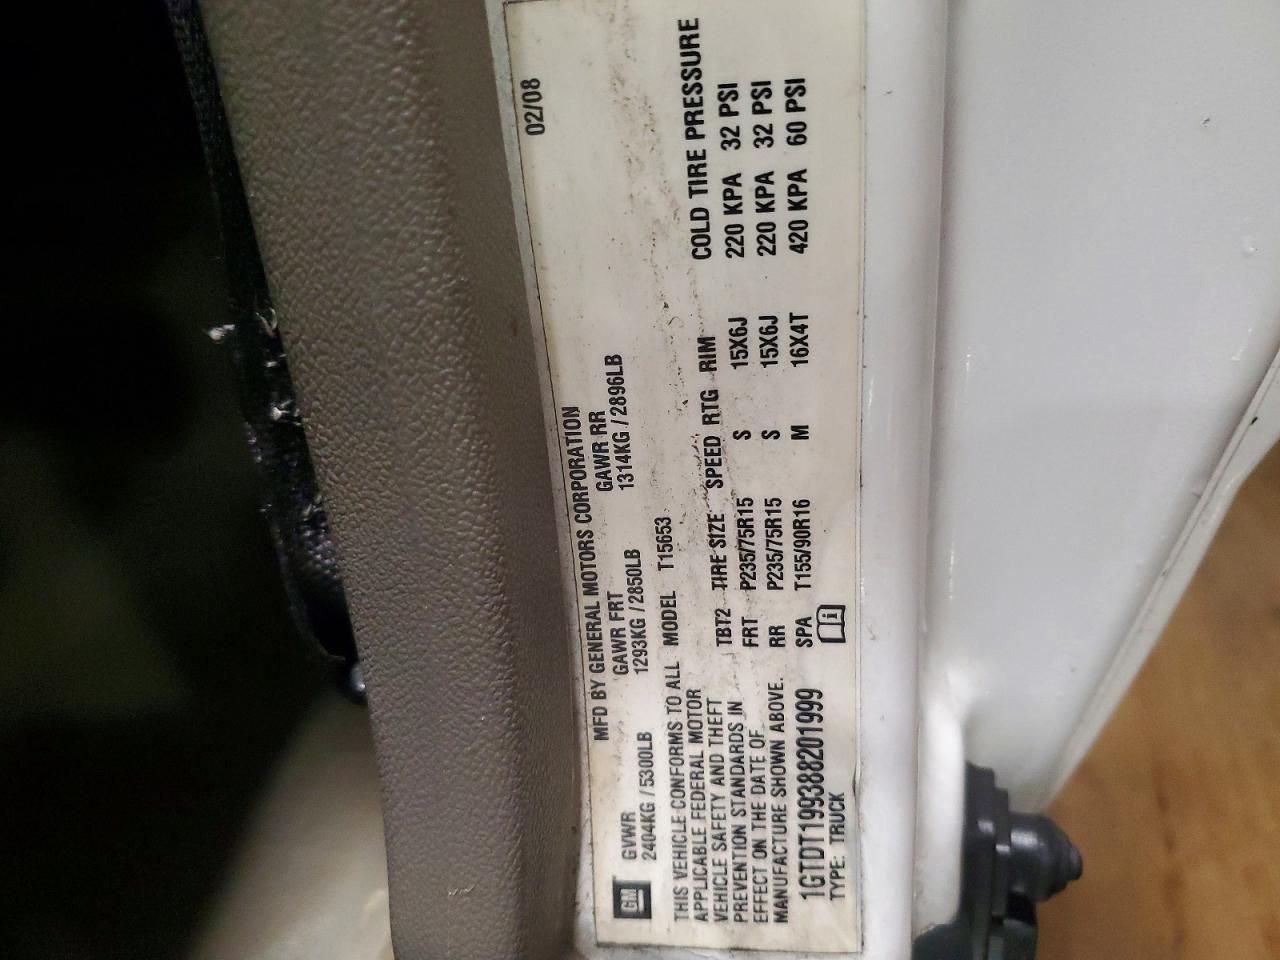 MFD BY GENERAL MOTORS CORPORATION 02/08
GM GVWR GAWR FRT GAWR RR
2404KG / 5300LB 1293KG / 2850LB 1314KG / 2896LB
THIS VEHICLE CONFORMS TO ALL
APPLICABLE FEDERAL MOTOR
VEHICLE SAFETY AND THEFT
PREVENTION STANDARDS IN
EFFECT ON THE DATE OF
MANUFACTURE SHOWN ABOVE.
1GTDT199388201999
TYPE: TRUCK
MODEL T15653
TBT2 TIRE SIZE SPEED RTG RIM COLD TIRE PRESSURE
FRT P235/75R15 S 15X6J 220 KPA 32 PSI
RR P235/75R15 S 15X6J 220 KPA 32 PSI
SPA T155/90R16 M 16X4T 420 KPA 60 PSI
i